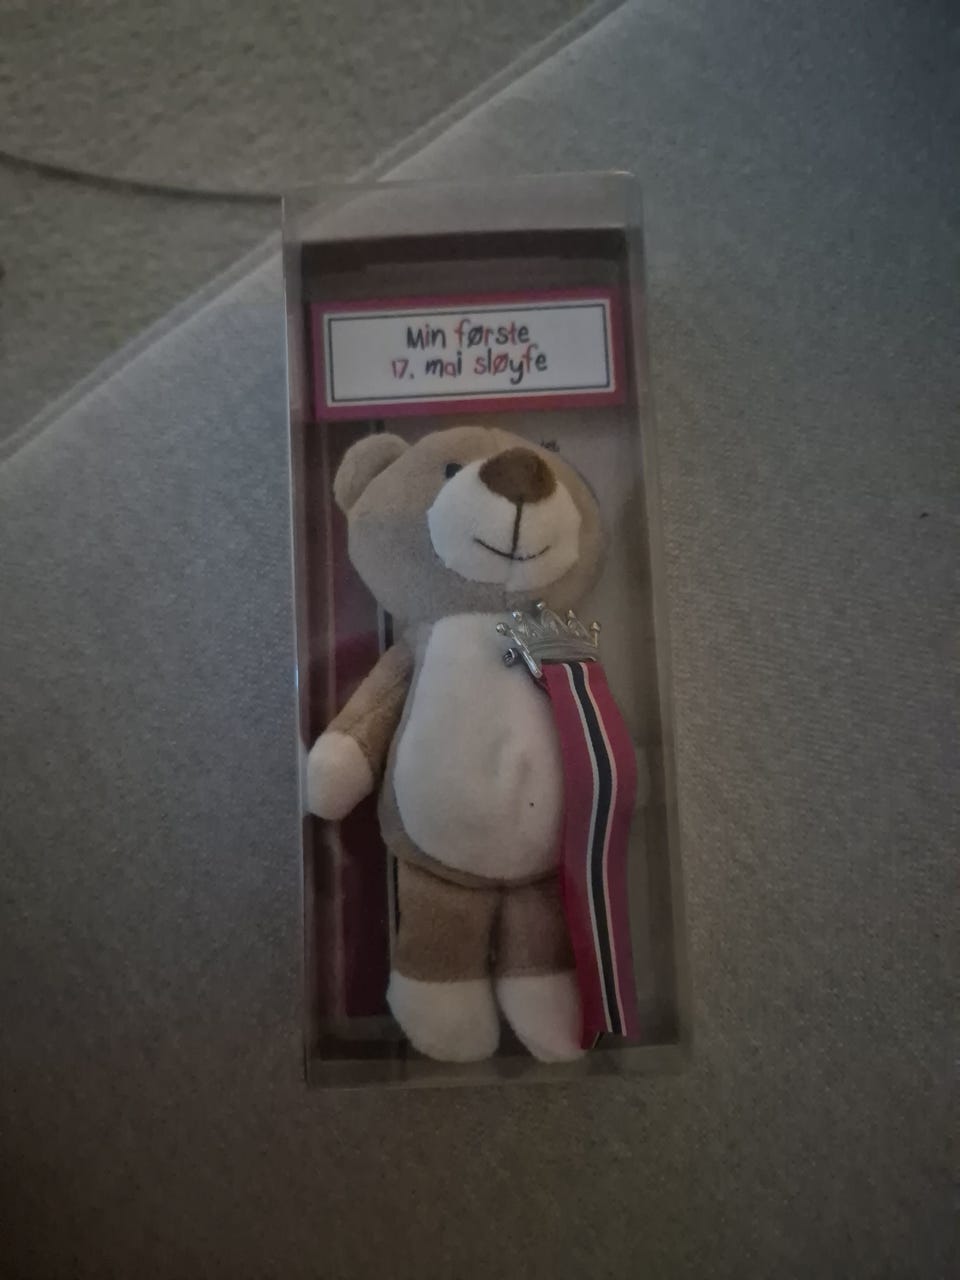 Min første
17. mai sløyfe